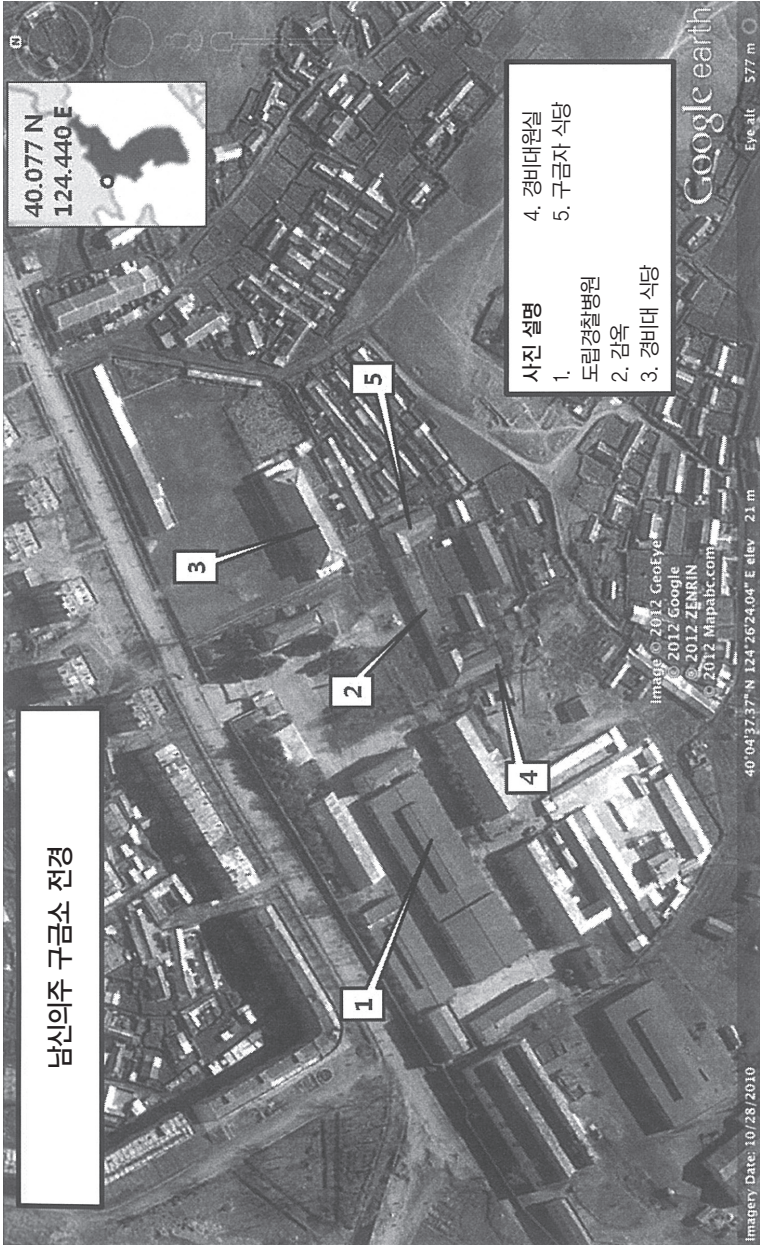 남신의주 구금소 전경
40.077 N
124.440 E
N
1
2
3
4
5
사진 설명
1.
도립경찰병원
2. 감옥
3. 경비대 식당
4. 경비대원실
5. 구금자 식당
Image © 2012 GeoEye
© 2012 Google
© 2012 ZENRIN
© 2012 Mapabc.com
Google earth
Imagery Date: 10/28/2010
40°04'37.37" N 124°26'24.04" E elev 21 m
Eye alt 577 m